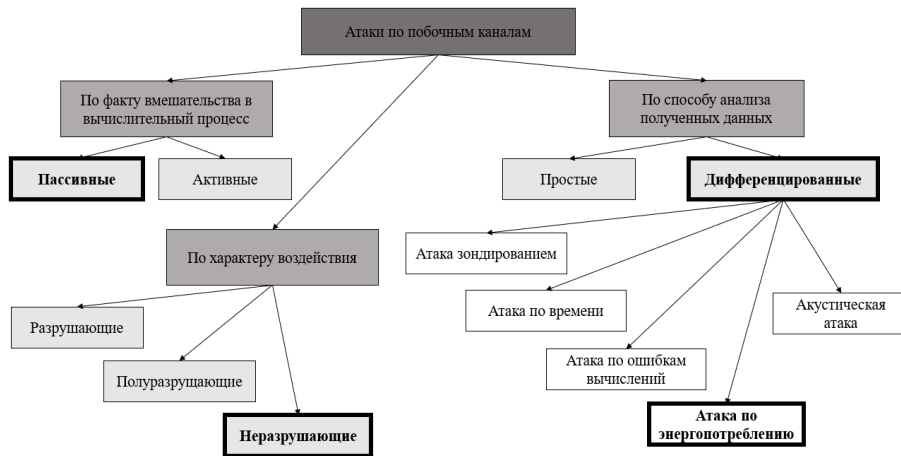 Атаки по побочным каналам
По факту вмешательства в
вычислительный процесс
По способу анализа
полученных данных
Пассивные
Активные
Простые
Дифференцированные
По характеру воздействия
Атака зондированием
Атака по времени
Акустическая
атака
Разрушающие
Атака по ошибкам
вычислений
Полуразрущающие
Неразрушающие
Атака по
энергопотреблению